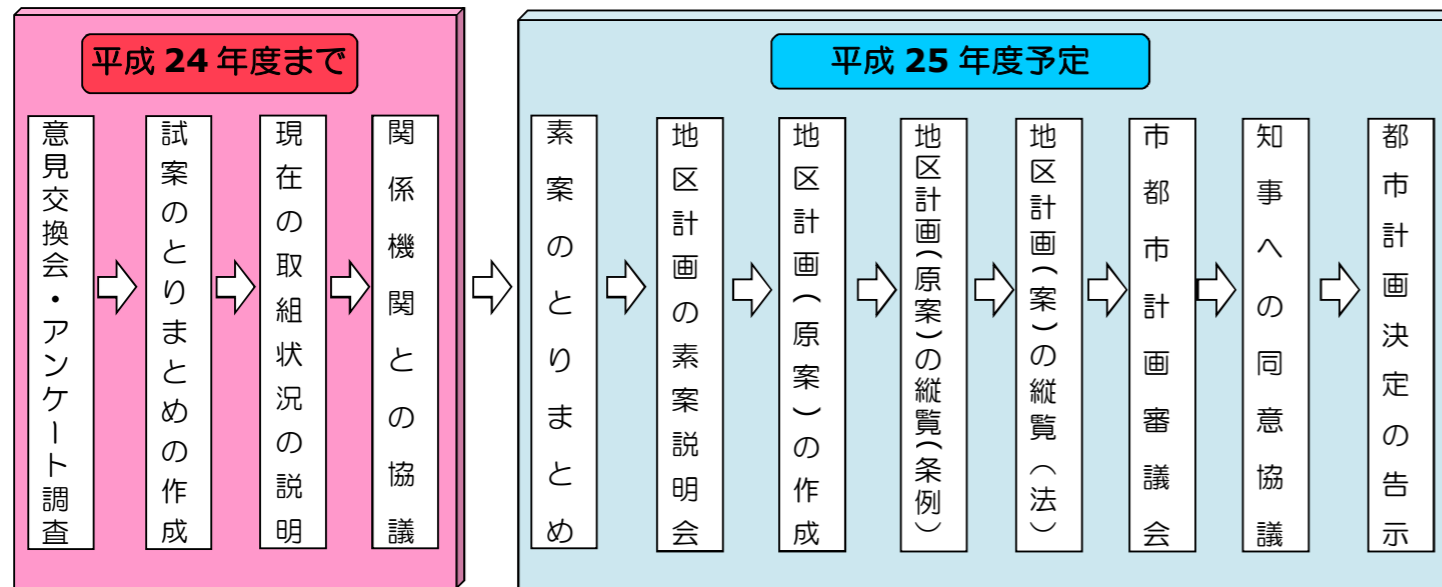 平成 24 年度まで
意見交換会・アンケート調査
試案のとりまとめの作成
現在の取組状況の説明
関係機関との協議
平成 25 年度予定
素案のとりまとめ
地区計画の素案説明会
地区計画(原案)の作成
地区計画(原案)の縦覧(条例)
地区計画(案)の縦覧(法)
市都市計画審議会
知事への同意協議
都市計画決定の告示